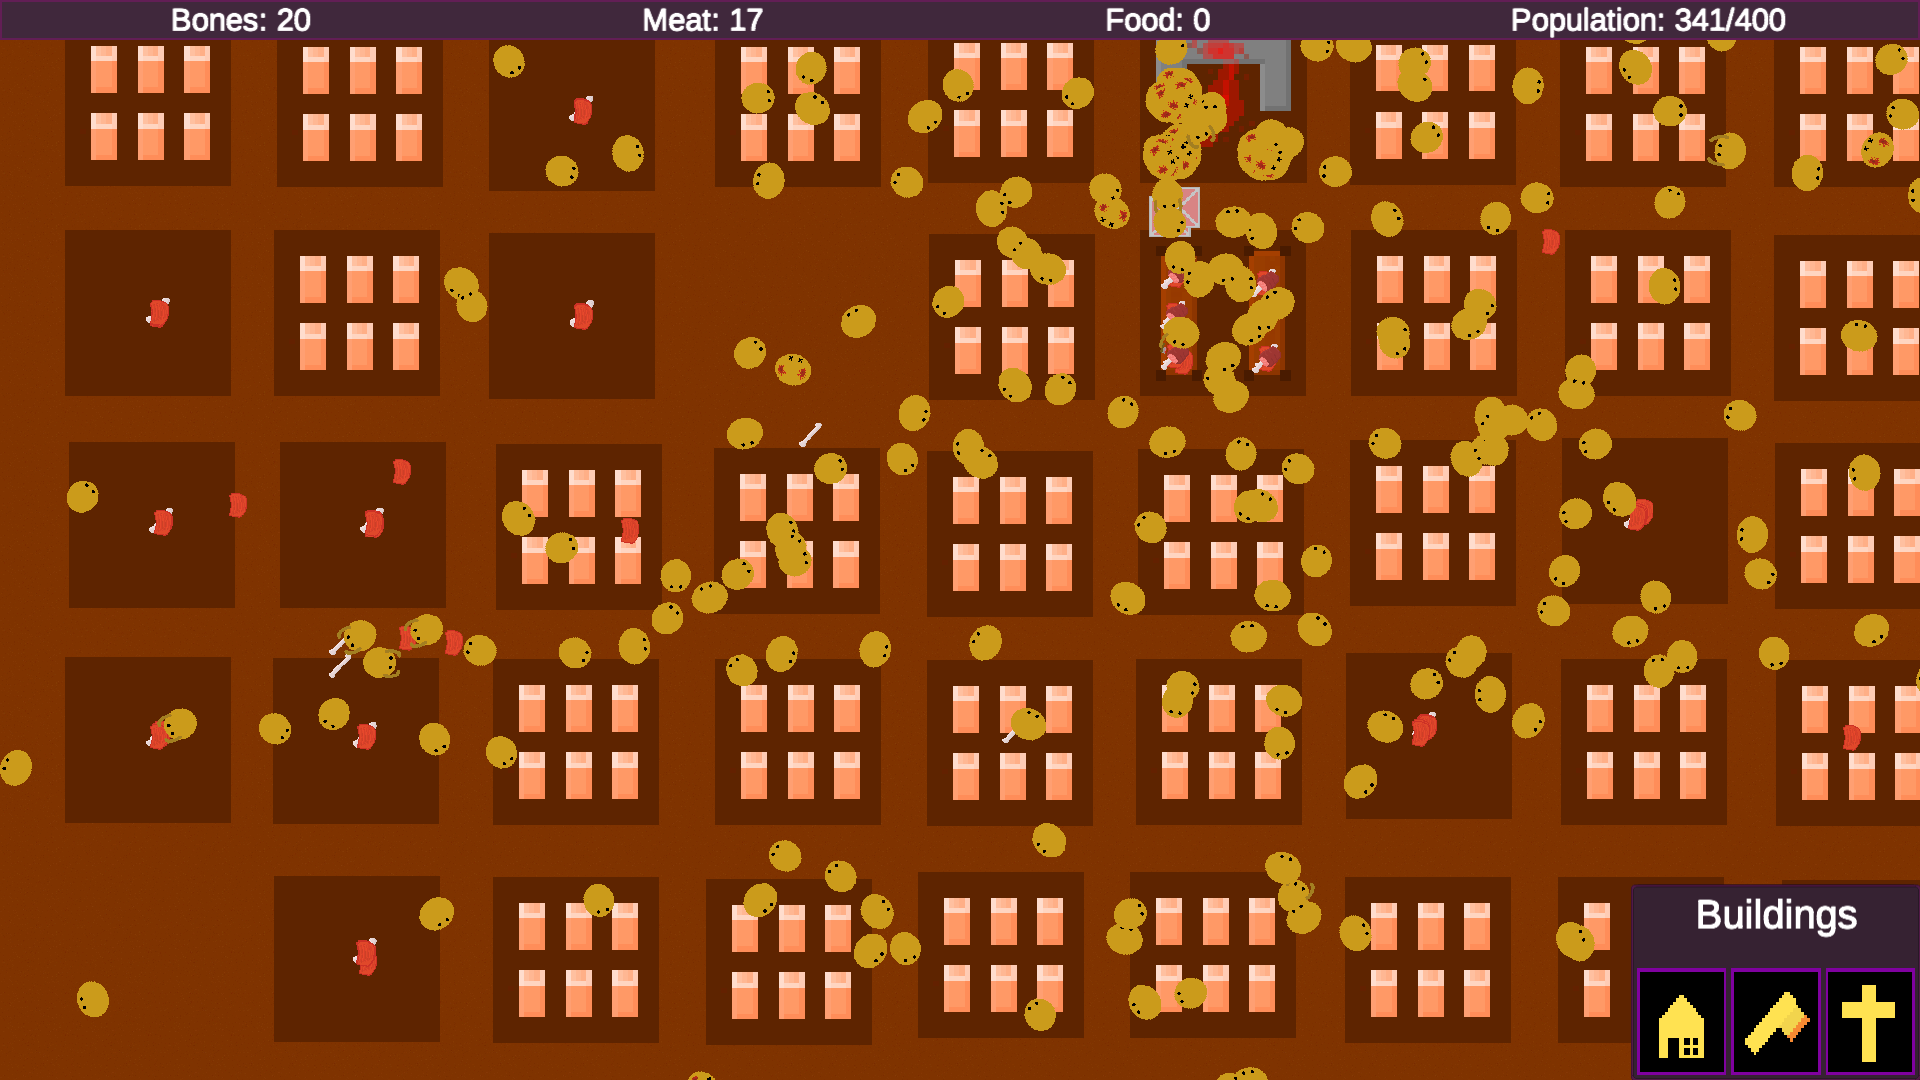 Bones: 20
Meat: 17
Food: 0
Population: 341/400
Buildings